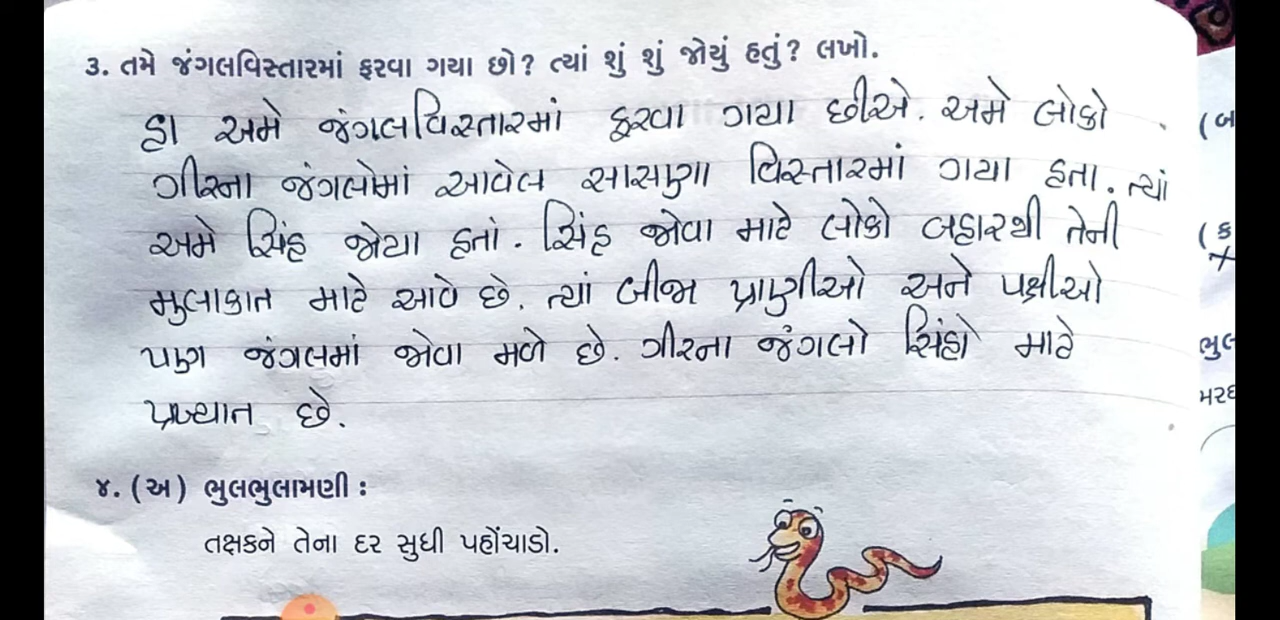 ૩. તમે જંગલવિસ્તારમાં ફરવા ગયા છો? ત્યાં શું શું જોયું હતું? લખો.
હા અમે જંગલવિસ્તારમાં ફરવા ગયા છીએ. અમે લોકો
ગીરના જંગલોમાં આવેલ સાસણગા વિસ્તારમાં ગયા હતા. ત્યાં
અમે સિંહ જોયા હતાં. સિંહ જોવા માટે લોકો બહારથી તેની
મુલાકાત માટે આવે છે. ત્યાં બીજા પ્રાણીઓ અને પક્ષીઓ
પણ જંગલમાં જોવા મળે છે. ગીરના જંગલો સિંહો માટે
પ્રખ્યાત છે.
૪. (અ) ભુલભુલામણી :
તક્ષકને તેના દર સુધી પહોંચાડો.